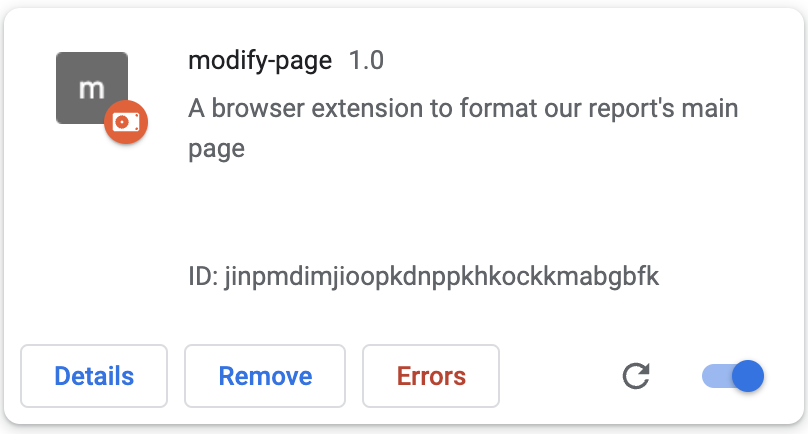 m
modify-page 1.0
A browser extension to format our report's main
page
ID: jinpmdimjioopkdnppkhkockkmabgbfk
Details Remove Errors